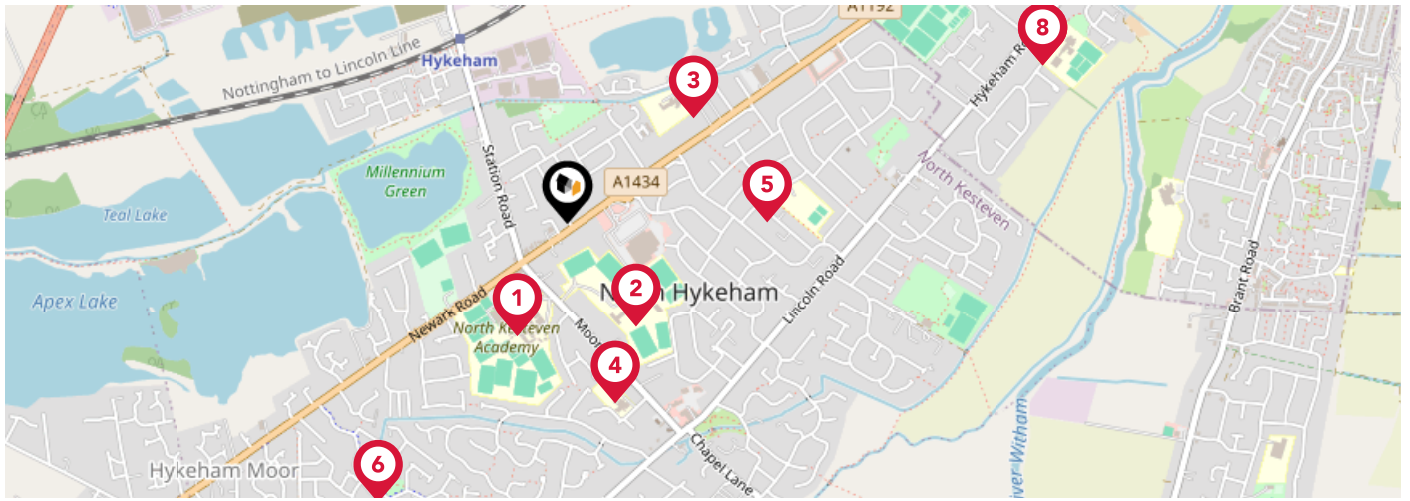 A1192
8
Hykeham
Nottingham to Lincoln Line
3
Hykeham Ro
Station Road
Millennium
Green
A1434
5
North Kesteven
Teal Lake
Apex Lake
Brant Road
Newark Road
1
2
N
h Hykeham
Lincoln Road
North Kesteven
Academy
Moor
4
River Witham
Chapel Lane
6
Hykeham Moor